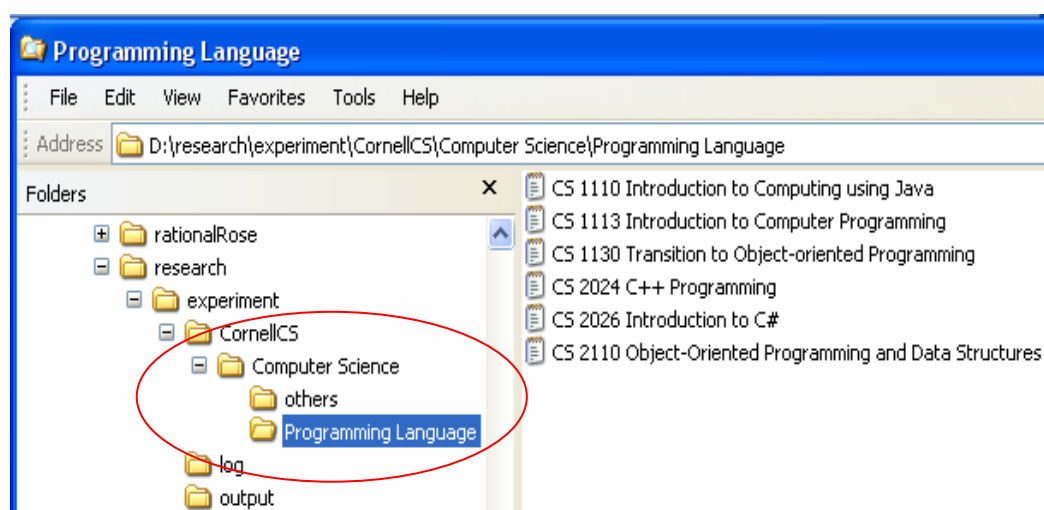 Programming Language
File Edit View Favorites Tools Help
Address D:\research\experiment\CornellCS\Computer Science\Programming Language
Folders
rationalRose
research
experiment
CornellCS
Computer Science
others
Programming Language
log
output
CS 1110 Introduction to Computing using Java
CS 1113 Introduction to Computer Programming
CS 1130 Transition to Object-oriented Programming
CS 2024 C++ Programming
CS 2026 Introduction to C#
CS 2110 Object-Oriented Programming and Data Structures